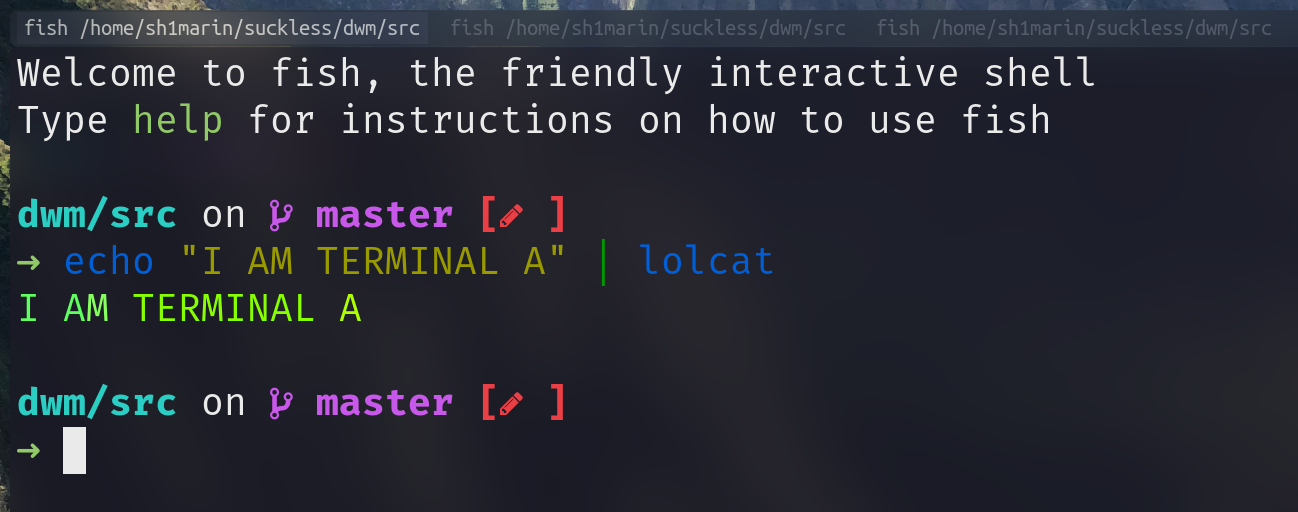 fish /home/sh1marin/suckless/dwm/src fish /home/sh1marin/suckless/dwm/src fish /home/sh1marin/suckless/dwm/src
Welcome to fish, the friendly interactive shell
Type help for instructions on how to use fish
dwm/src on master [ ]
→ echo "I AM TERMINAL A" | lolcat
I AM TERMINAL A
dwm/src on master [ ]
→